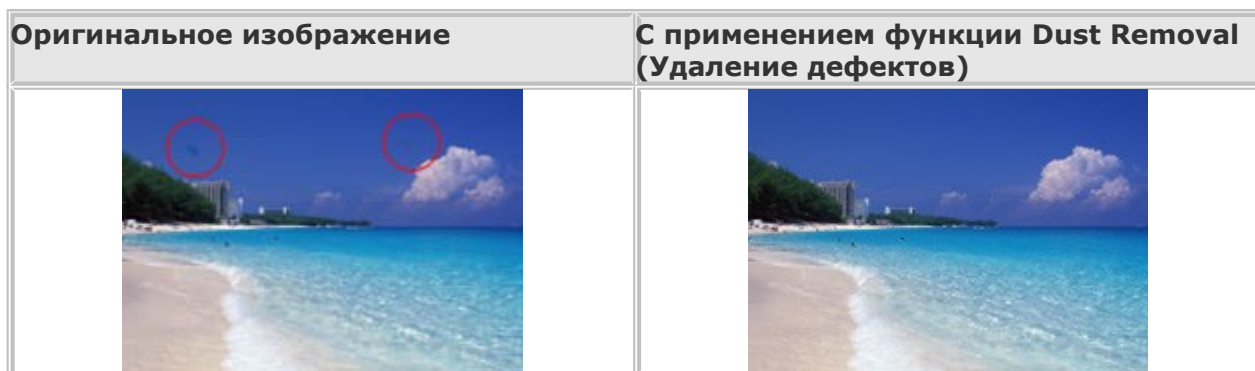 Оригинальное изображение
С применением функции Dust Removal
(Удаление дефектов)